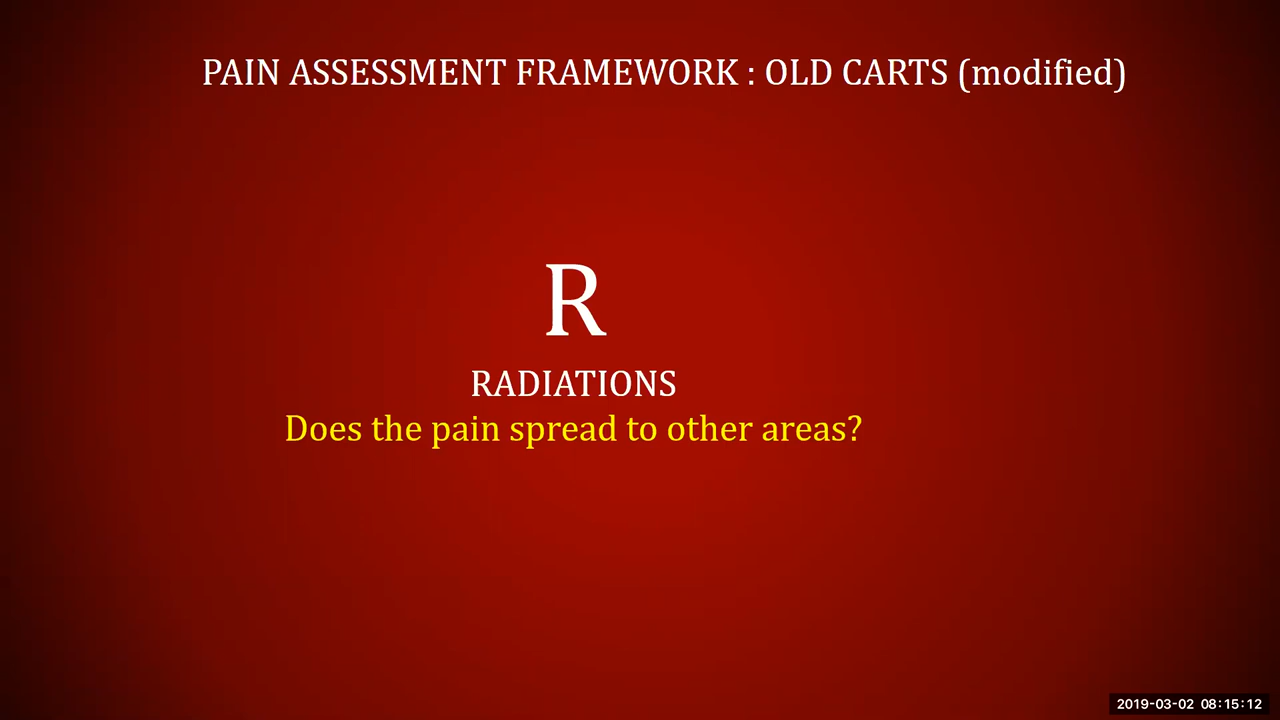 PAIN ASSESSMENT FRAMEWORK : OLD CARTS (modified)
R
RADIATIONS
Does the pain spread to other areas?
2019-03-02 08:15:12